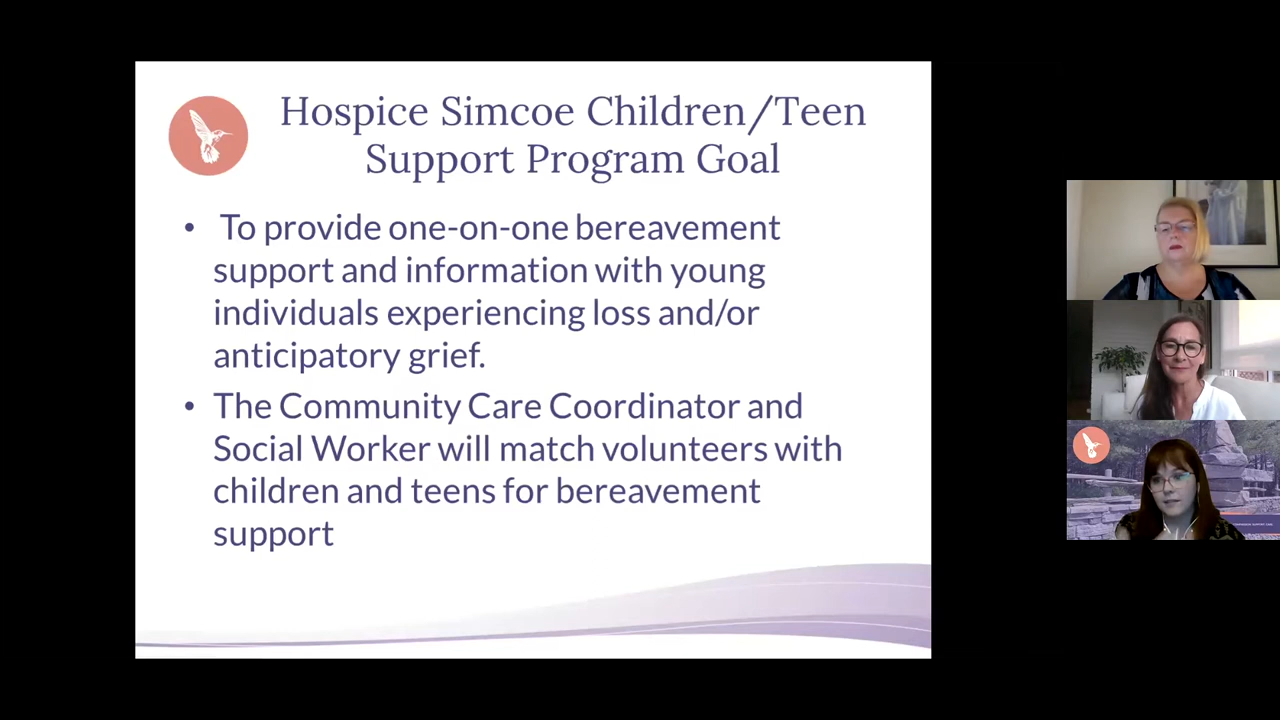 Hospice Simcoe Children/Teen
Support Program Goal
• To provide one-on-one bereavement
support and information with young
individuals experiencing loss and/or
anticipatory grief.
• The Community Care Coordinator and
Social Worker will match volunteers with
children and teens for bereavement
support